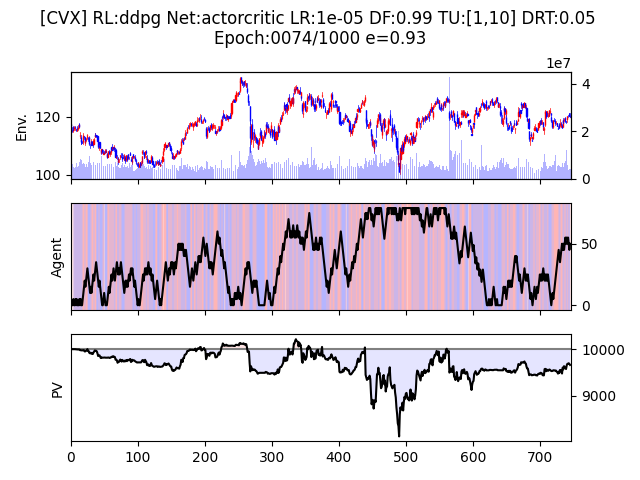 [CVX] RL:ddpg Net:actorcritic LR:1e-05 DF:0.99 TU:[1,10] DRT:0.05
Epoch:0074/1000 e=0.93
1e7
Env.
120
100
4
2
0
Agent
50
0
PV
10000
9000
0 100 200 300 400 500 600 700